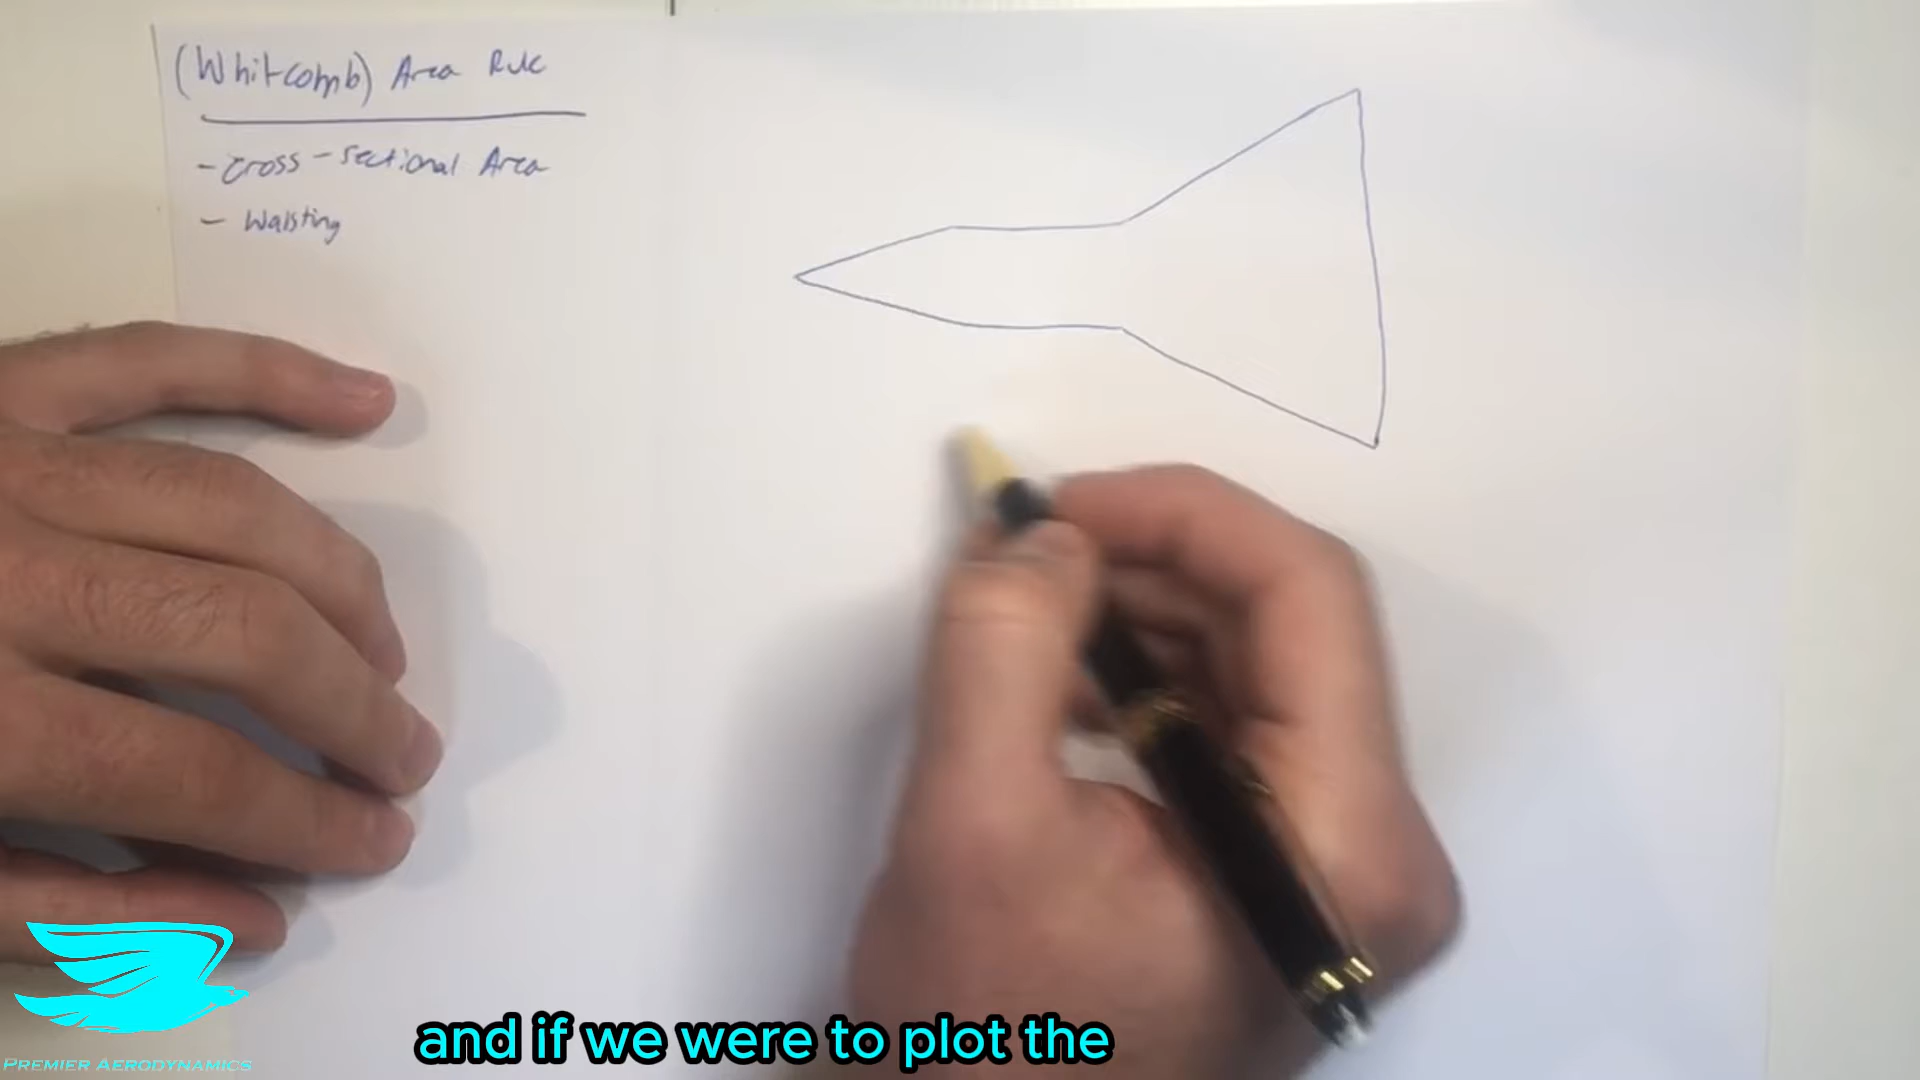 (Whitcomb) Area Rule
- Cross-sectional Area
- Waisting
and if we were to plot the
PREMIER AERODYNAMICS